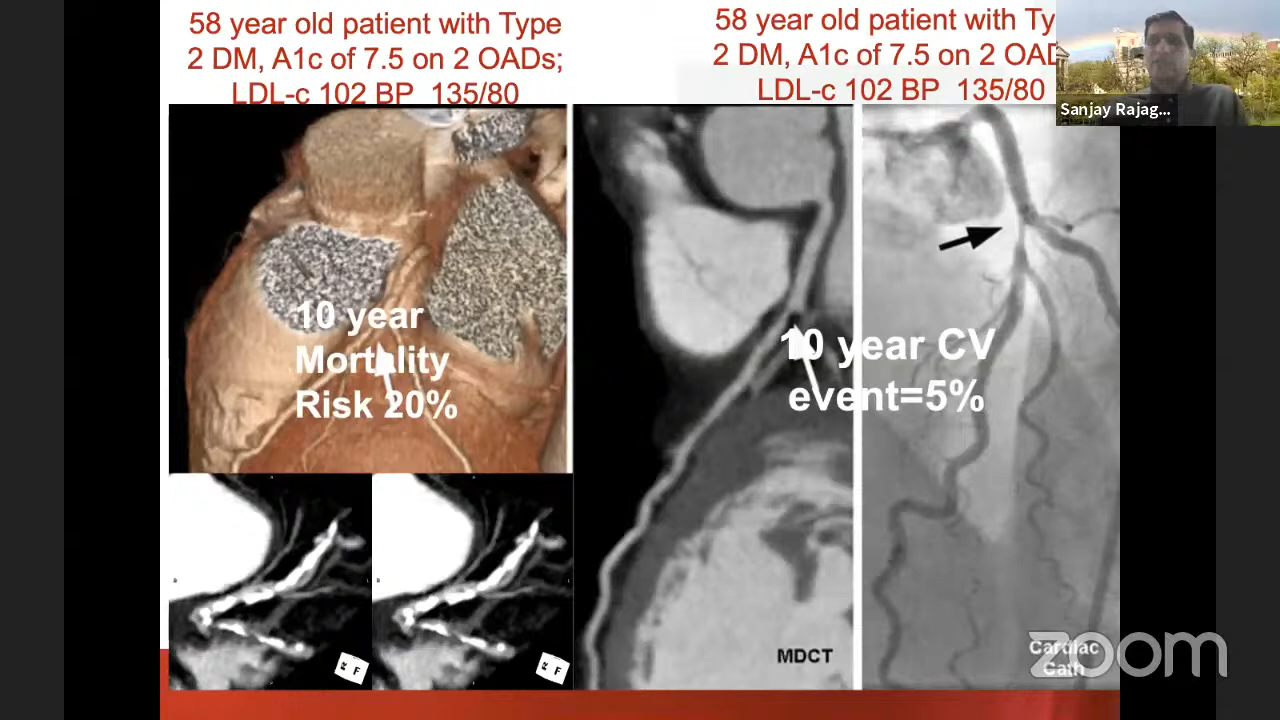 58 year old patient with Type
2 DM, A1c of 7.5 on 2 OADs;
LDL-c 102 BP 135/80
58 year old patient with Ty
2 DM, A1c of 7.5 on 2 OAD
LDL-c 102 BP 135/80
Sanjay Rajag...
10 year
Mortality
Risk 20%
10 year CV
event=5%
F
F
MDCT
Cardiac
Cath
zoom